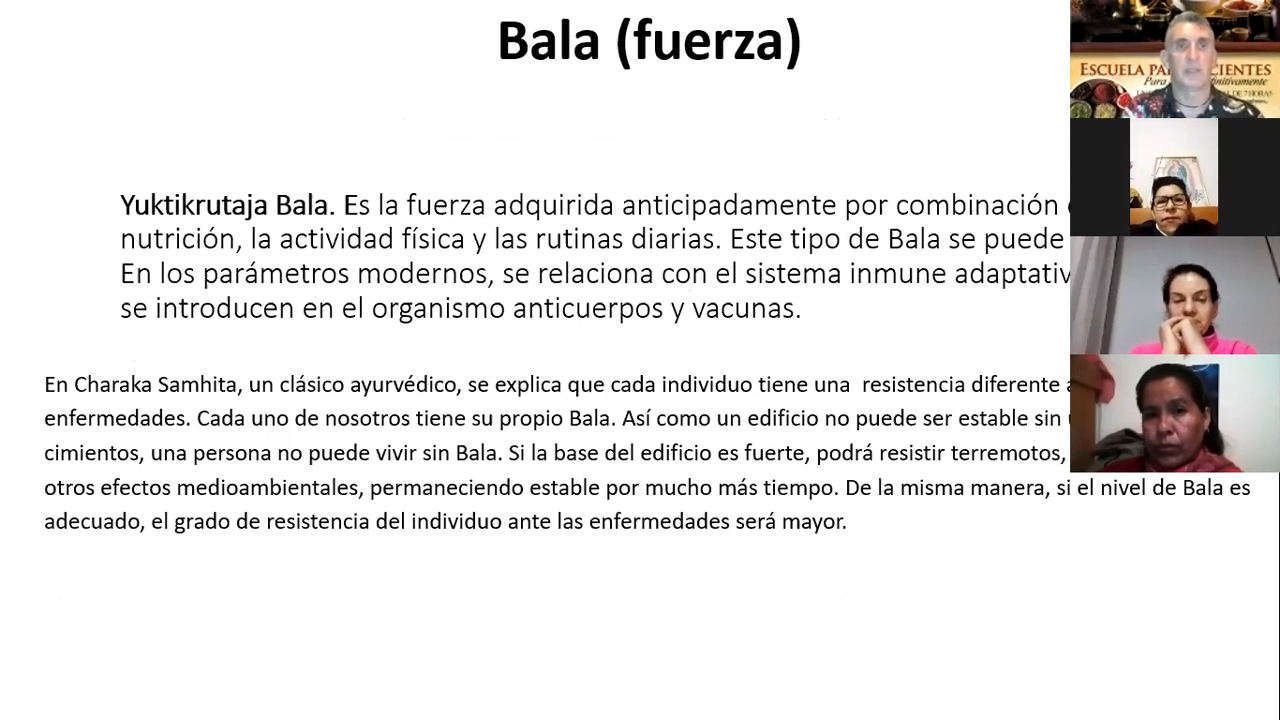 Bala (fuerza)
Yuktikrutaja Bala. Es la fuerza adquirida anticipadamente por combinación
nutrición, la actividad física y las rutinas diarias. Este tipo de Bala se puede
En los parámetros modernos, se relaciona con el sistema inmune
se introducen en el organismo anticuerpos y vacunas.
En Charaka Samhita, un clásico ayurvédico, se explica que cada individuo tiene una resistencia diferente
enfermedades. Cada uno de nosotros tiene su propio Bala. Así como un edificio no puede ser estable sin
cimientos, una persona no puede vivir sin Bala. Si la base del edificio es fuerte, podrá resistir terremotos,
otros efectos medioambientales, permaneciendo estable por mucho más tiempo. De la misma manera, si el nivel de Bala es
adecuado, el grado de resistencia del individuo ante las enfermedades será mayor.
ESCUELA
Para